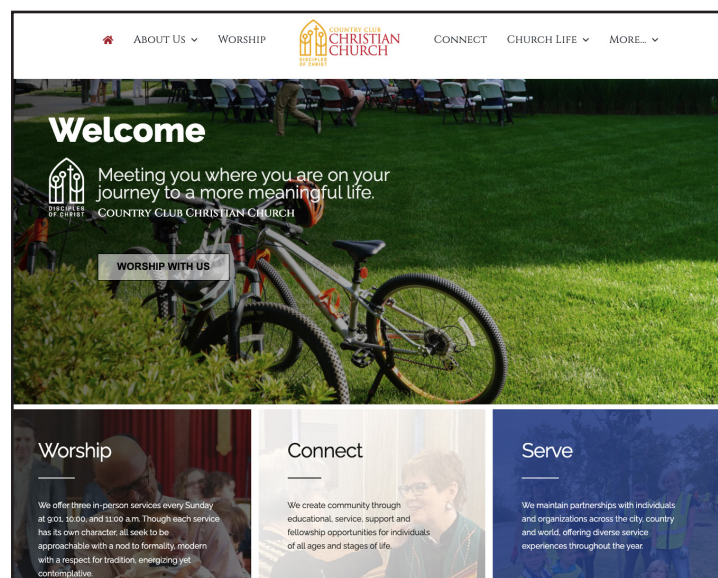 About Us
Worship
COUNTRY CLUB
CHRISTIAN
CHURCH
DISCIPLES
OF CHRIST
Connect
Church Life
More...
Welcome
Meeting you where you are on your
journey to a more meaningful life.
DISCIPLES
OF CHRIST
Country Club Christian Church
WORSHIP WITH US
Worship
We offer three in-person services every Sunday
at 9:01, 10:00, and 11:00 a.m. Though each service
has its own character, all seek to be
approachable with a nod to formality, modern
with a respect for tradition, energizing yet
contemplative.
Connect
We create community through
educational, service, support and
fellowship opportunities for individuals
of all ages and stages of life.
Serve
We maintain partnerships with individuals
and organizations across the city, country
and world, offering diverse service
experiences throughout the year.